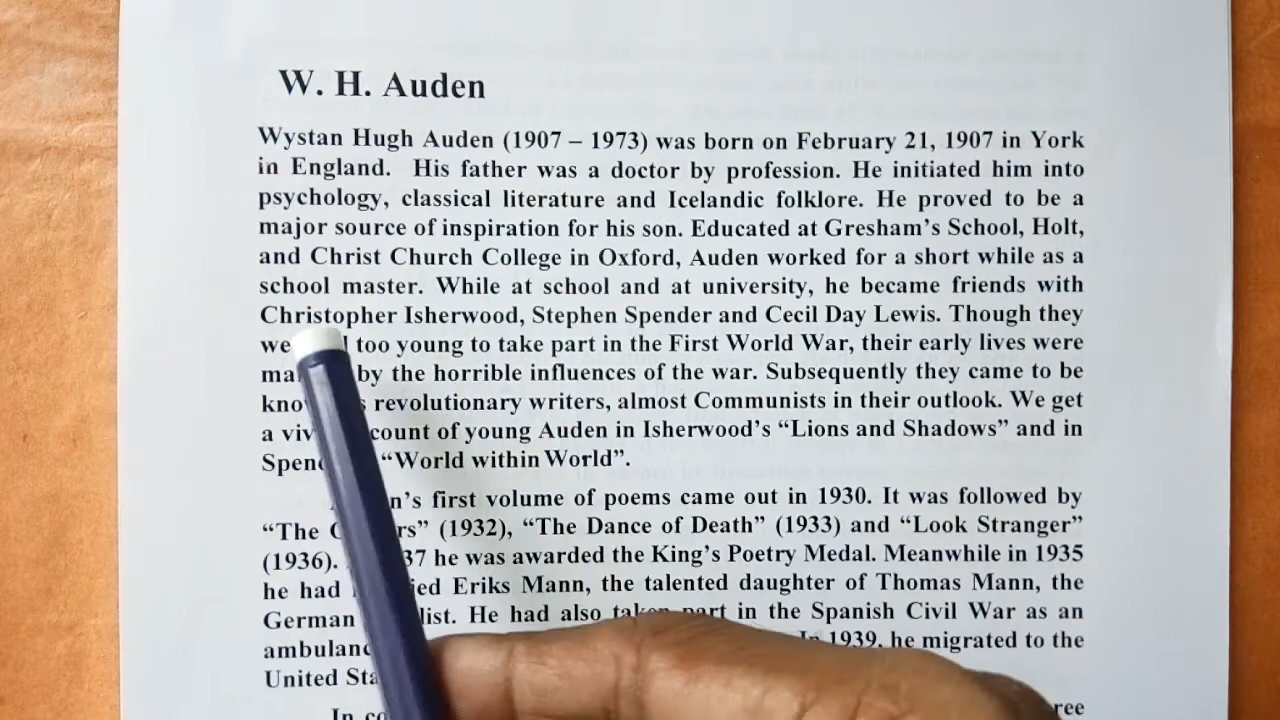 W. H. Auden
Wystan Hugh Auden (1907 – 1973) was born on February 21, 1907 in York
in England. His father was a doctor by profession. He initiated him into
psychology, classical literature and Icelandic folklore. He proved to be a
major source of inspiration for his son. Educated at Gresham's School, Holt,
and Christ Church College in Oxford, Auden worked for a short while as a
school master. While at school and at university, he became friends with
Christopher Isherwood, Stephen Spender and Cecil Day Lewis. Though they
too young to take part in the First World War, their early lives were
by the horrible influences of the war. Subsequently they came to be
revolutionary writers, almost Communists in their outlook. We get
a of young Auden in Isherwood's “Lions and Shadows” and in
“World within World”.
first volume of poems came out in 1930. It was followed by
“The (1932), “The Dance of Death” (1933) and “Look Stranger”
(1936). he was awarded the King's Poetry Medal. Meanwhile in 1935
he had Eriks Mann, the talented daughter of Thomas Mann, the
German He had also taken part in the Spanish Civil War as an
In 1939, he migrated to the
United
In